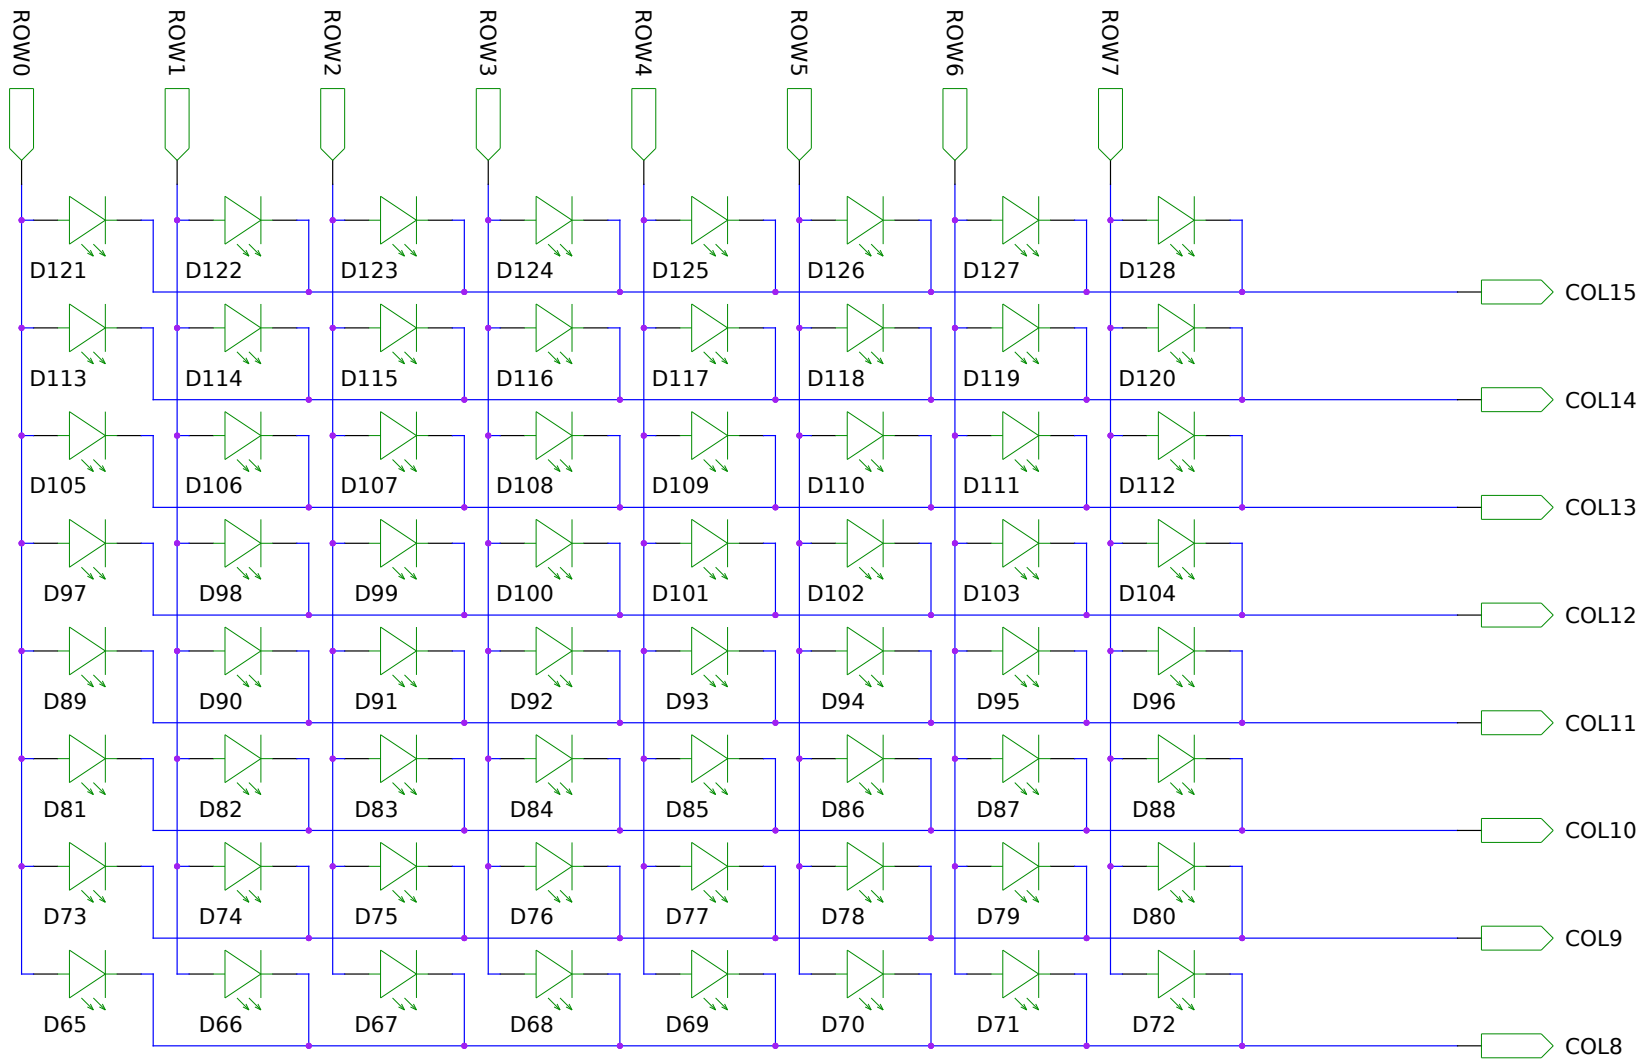 ROW0 ROW1 ROW2 ROW3 ROW4 ROW5 ROW6 ROW7
D121 D122 D123 D124 D125 D126 D127 D128
COL15
D113 D114 D115 D116 D117 D118 D119 D120
COL14
D105 D106 D107 D108 D109 D110 D111 D112
COL13
D97 D98 D99 D100 D101 D102 D103 D104
COL12
D89 D90 D91 D92 D93 D94 D95 D96
COL11
D81 D82 D83 D84 D85 D86 D87 D88
COL10
D73 D74 D75 D76 D77 D78 D79 D80
COL9
D65 D66 D67 D68 D69 D70 D71 D72
COL8